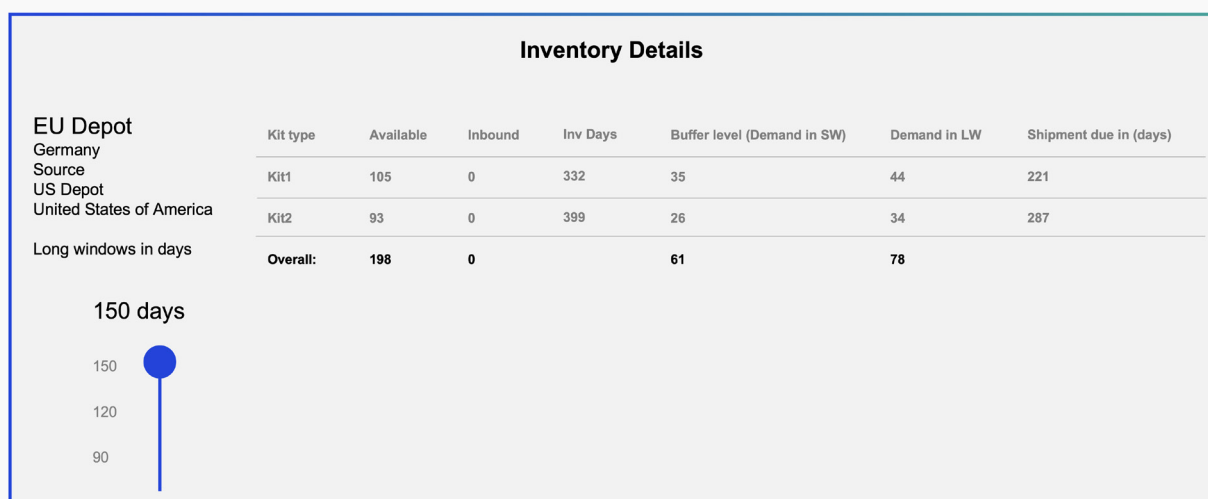 Inventory Details
EU Depot
Germany
Source
US Depot
United States of America
Long windows in days
150 days
150
120
90
Kit type Available Inbound Inv Days Buffer level (Demand in SW) Demand in LW Shipment due in (days)
Kit1 105 0 332 35 44 221
Kit2 93 0 399 26 34 287
Overall: 198 0 61 78